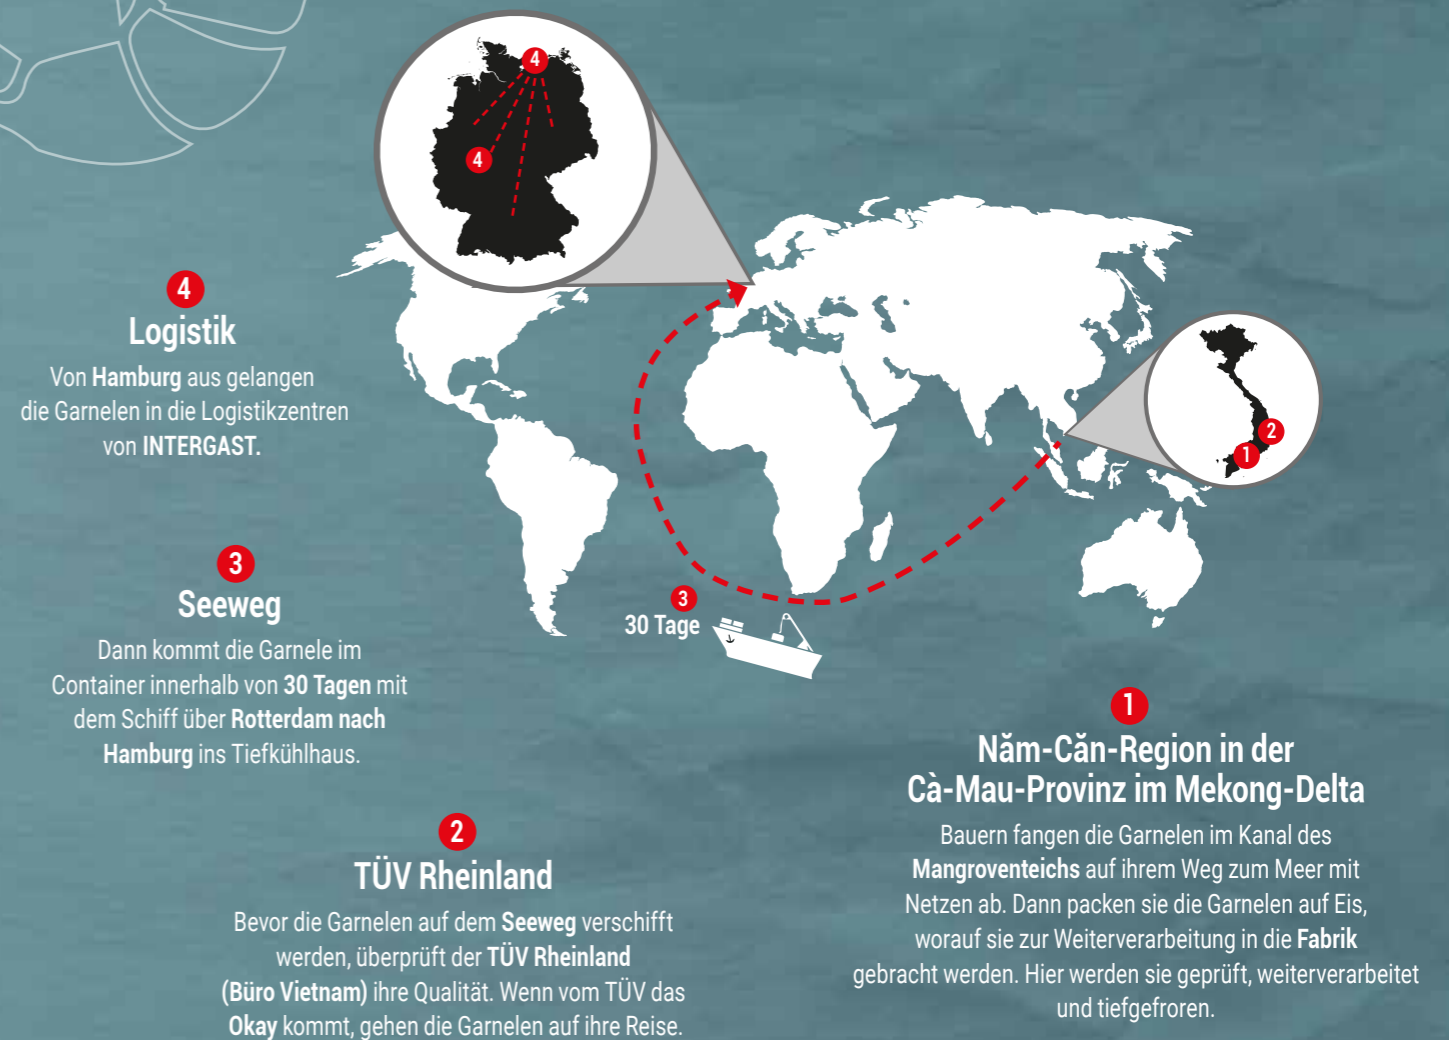 4
4
4
Logistik
Von Hamburg aus gelangen
die Garnelen in die Logistikzentren
von INTERGAST.
2
1
3
Seeweg
Dann kommt die Garnele im
Container innerhalb von 30 Tagen mit
dem Schiff über Rotterdam nach
Hamburg ins Tiefkühlhaus.
3
30 Tage
1
Năm-Căn-Region in der
Cà-Mau-Provinz im Mekong-Delta
Bauern fangen die Garnelen im Kanal des
Mangroventeichs auf ihrem Weg zum Meer mit
Netzen ab. Dann packen sie die Garnelen auf Eis,
worauf sie zur Weiterverarbeitung in die Fabrik
gebracht werden. Hier werden sie geprüft, weiterverarbeitet
und tiefgefroren.
2
TÜV Rheinland
Bevor die Garnelen auf dem Seeweg verschifft
werden, überprüft der TÜV Rheinland
(Büro Vietnam) ihre Qualität. Wenn vom TÜV das
Okay kommt, gehen die Garnelen auf ihre Reise.